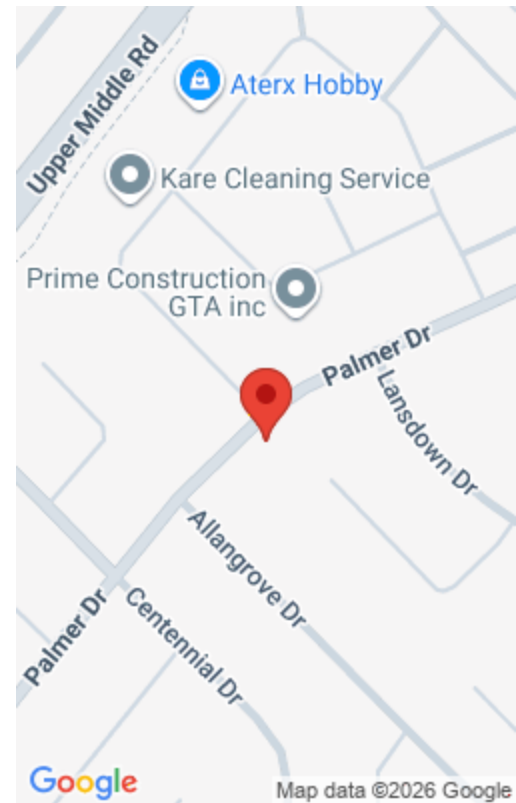 Upper Middle Rd
Aterx Hobby
Kare Cleaning Service
Prime Construction
GTA inc
Palmer Dr
Lansdown Dr
Allangrove Dr
Centennial Dr
Palmer Dr
Google
Map data ©2026 Google